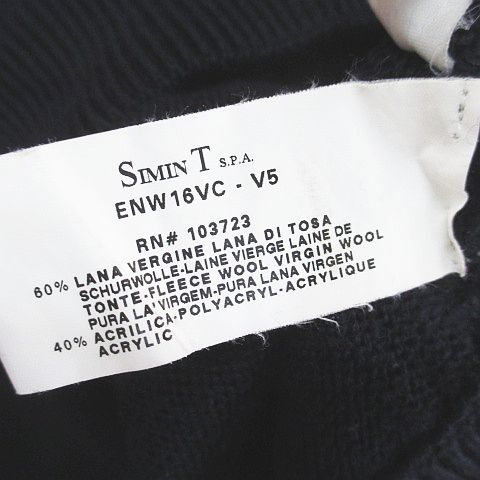 SIMIN T S.P.A.
ENW16VC - V5
RN# 103723
60% LANA VERGINE LANA DI TOSA
SCHURWOLLE-LAINE VIERGE LAINE DE
TONTE-FLEECE WOOL VIRGIN WOOL
PURA LA VIRGEM-PURA LANA VIRGEN
40% ACRILICA-POLYACRYL-ACRYLIQUE
ACRYLIC